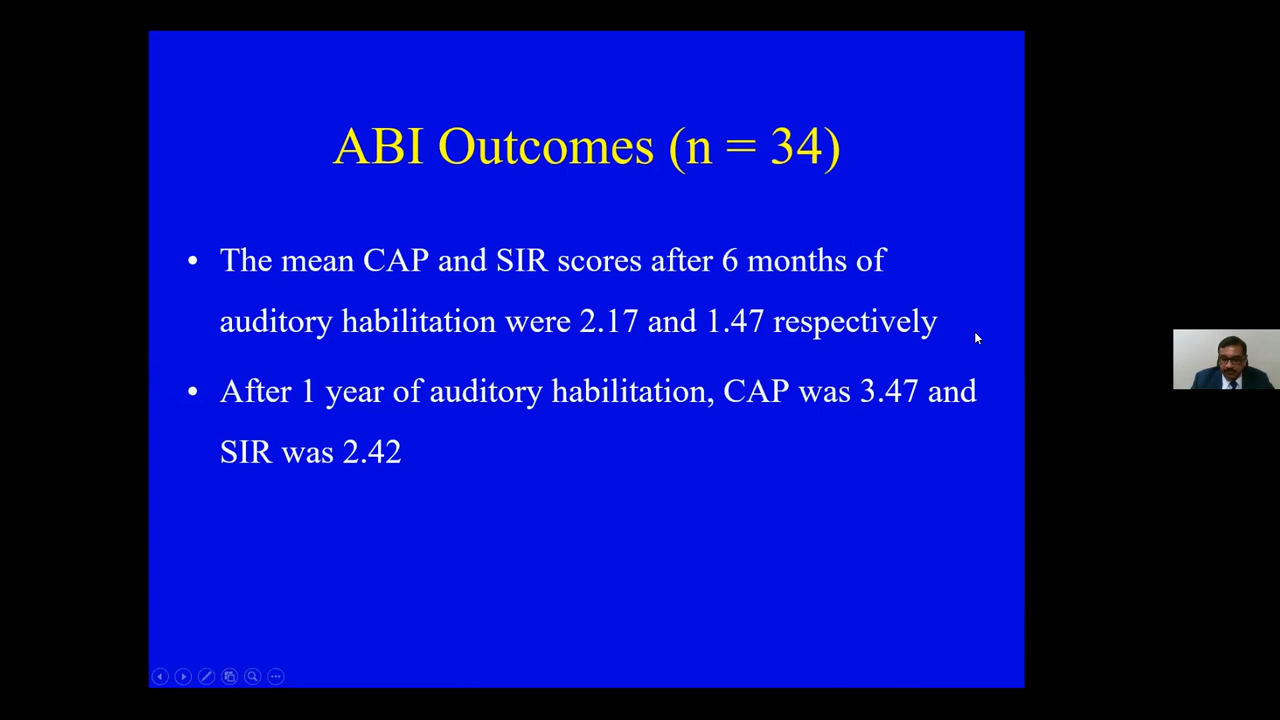 ABI Outcomes (n = 34)
• The mean CAP and SIR scores after 6 months of
auditory habilitation were 2.17 and 1.47 respectively
• After 1 year of auditory habilitation, CAP was 3.47 and
SIR was 2.42